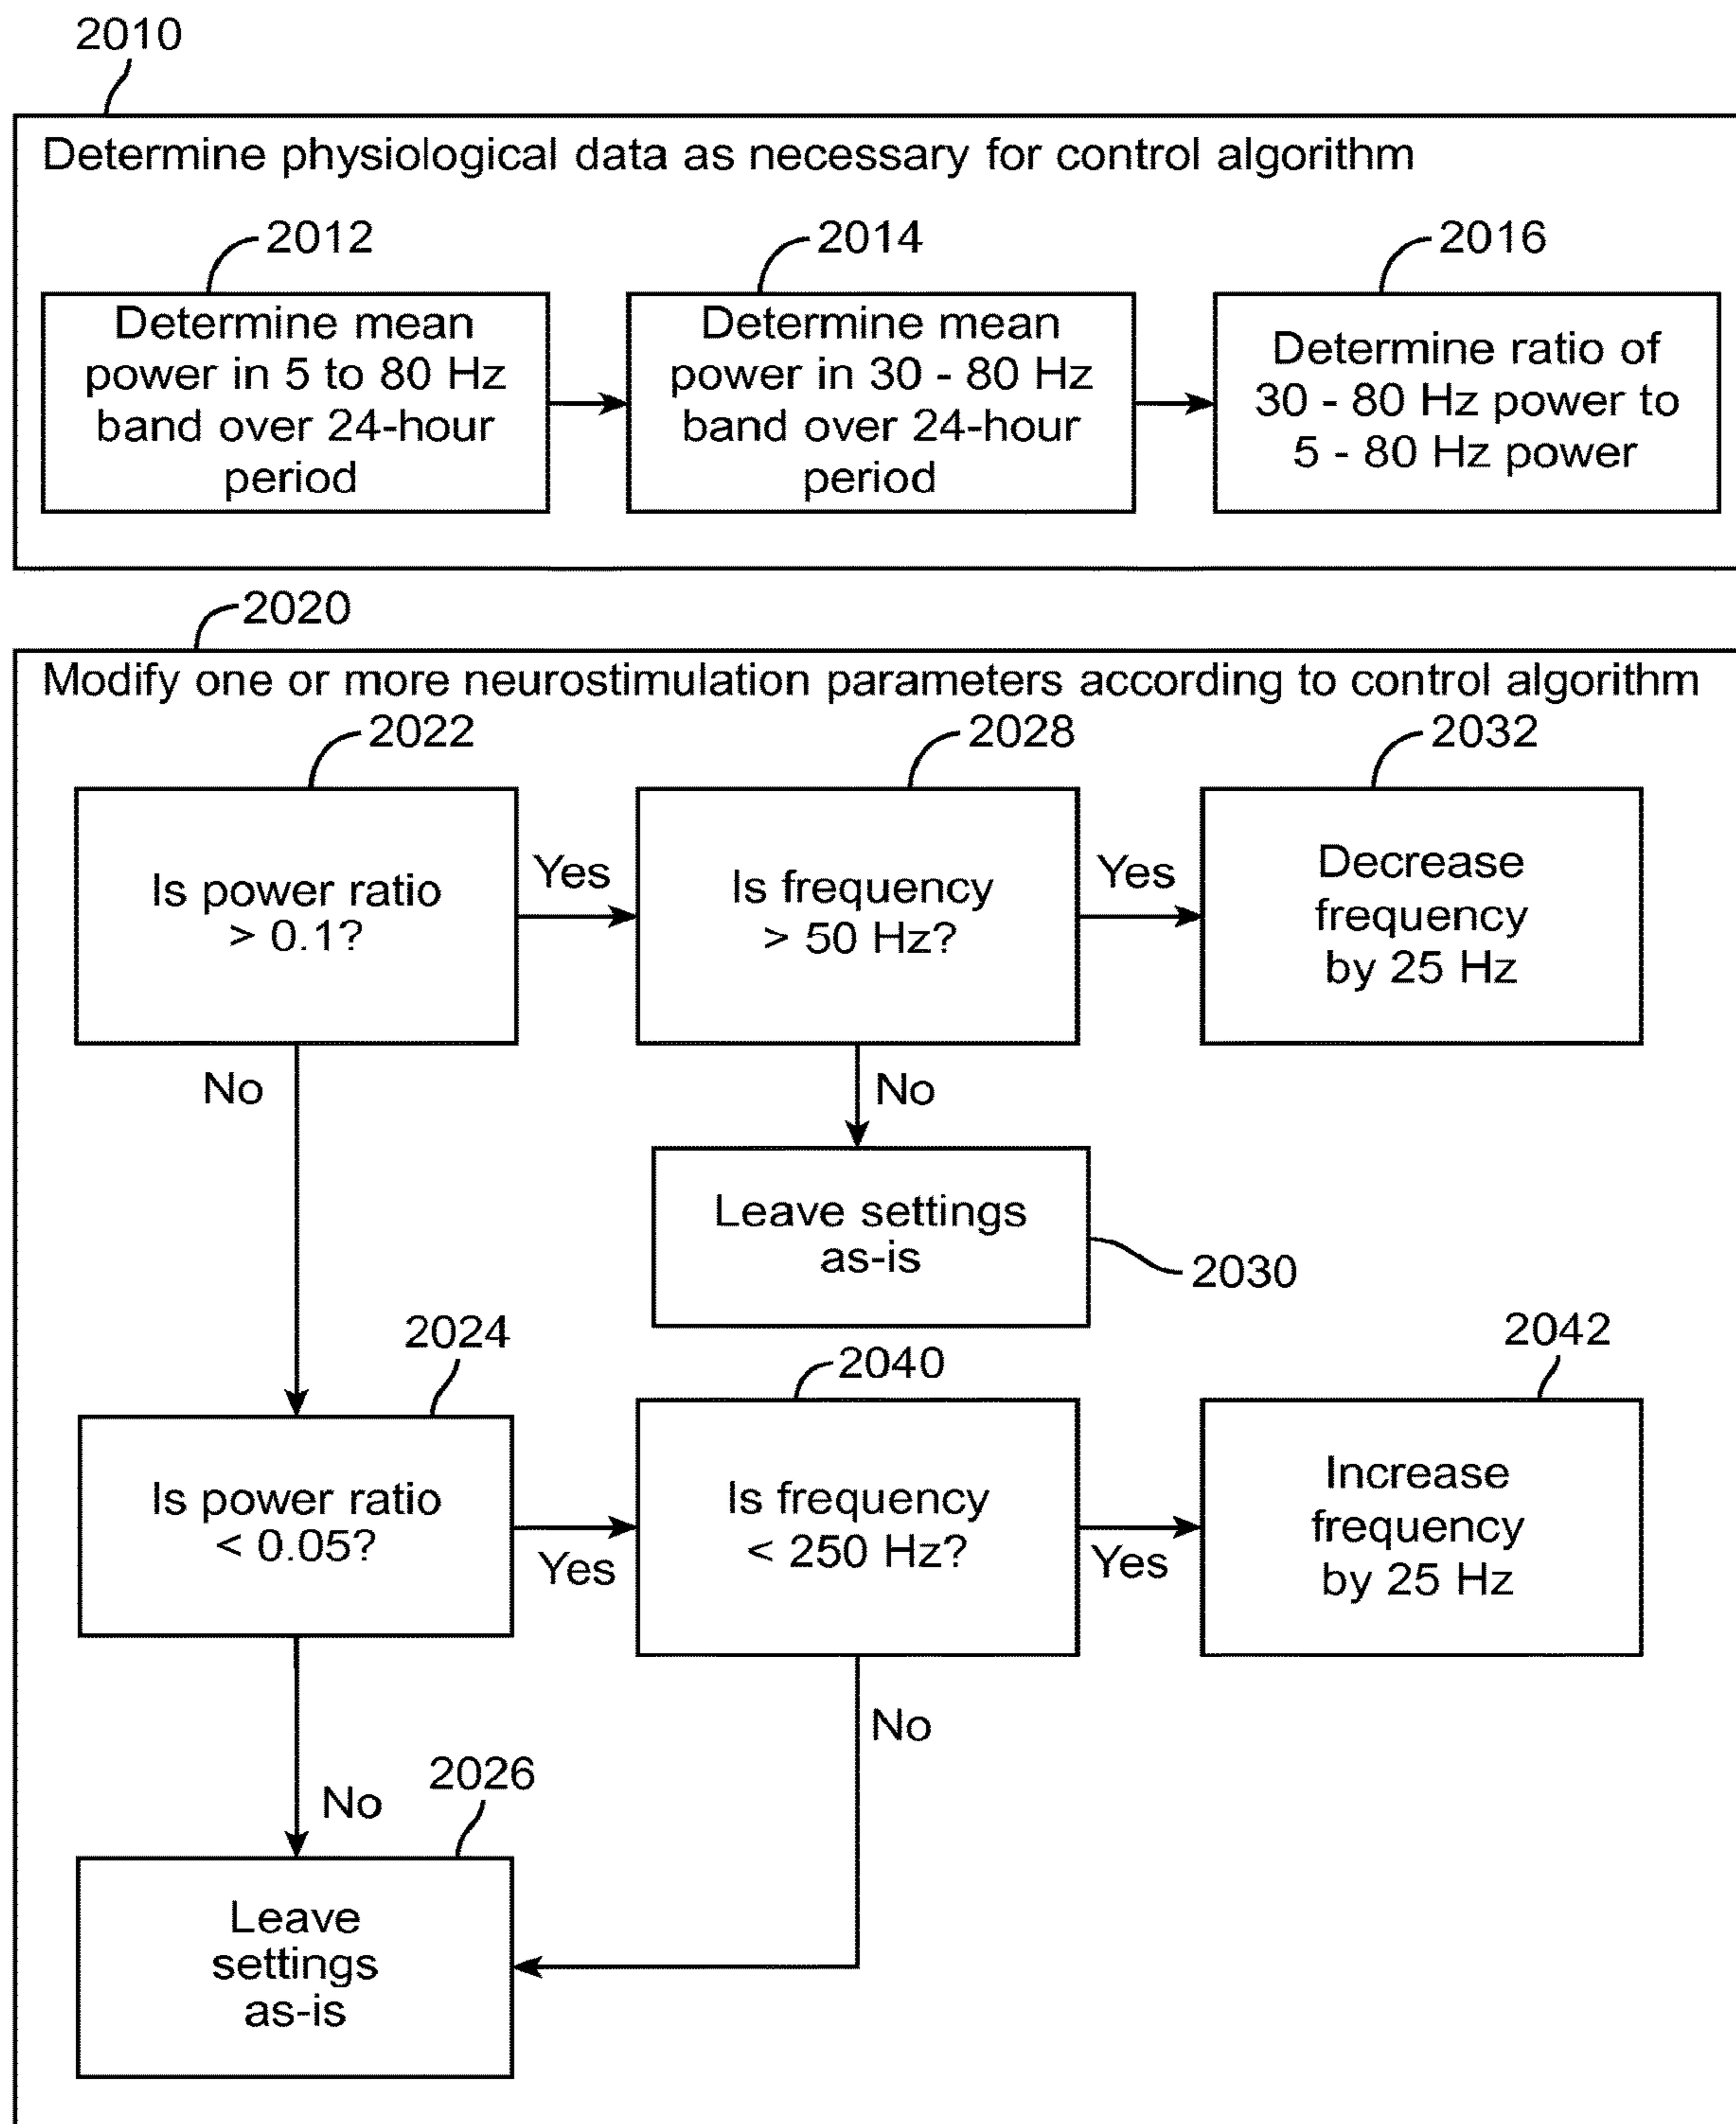 2010
Determine physiological data as necessary for control algorithm
2012
2014
2016
Determine mean
power in 5 to 80 Hz
band over 24-hour
period
Determine mean
power in 30 - 80 Hz
band over 24-hour
period
Determine ratio of
30 - 80 Hz power to
5 - 80 Hz power
2020
Modify one or more neurostimulation parameters according to control algorithm
2022
2028
2032
Is power ratio
> 0.1?
Yes
Is frequency
> 50 Hz?
Yes
Decrease
frequency
by 25 Hz
No
No
Leave settings
as-is
2030
2024
2040
2042
Is power ratio
< 0.05?
Yes
Is frequency
< 250 Hz?
Yes
Increase
frequency
by 25 Hz
No
No
2026
Leave
settings
as-is